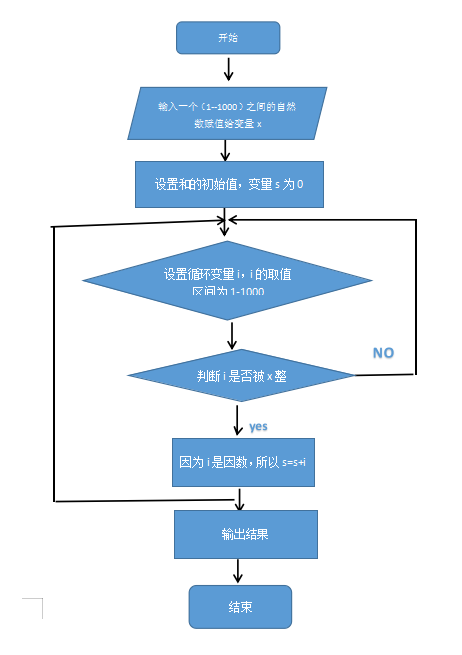 开始
输入一个（1--1000）之间的自然
数赋值给变量 x
设置和的初始值，变量 s 为 0
设置循环变量 i，i 的取值
区间为 1-1000
判断 i 是否被 x 整
NO
yes
因为 i 是因数，所以 s=s+i
输出结果
结束